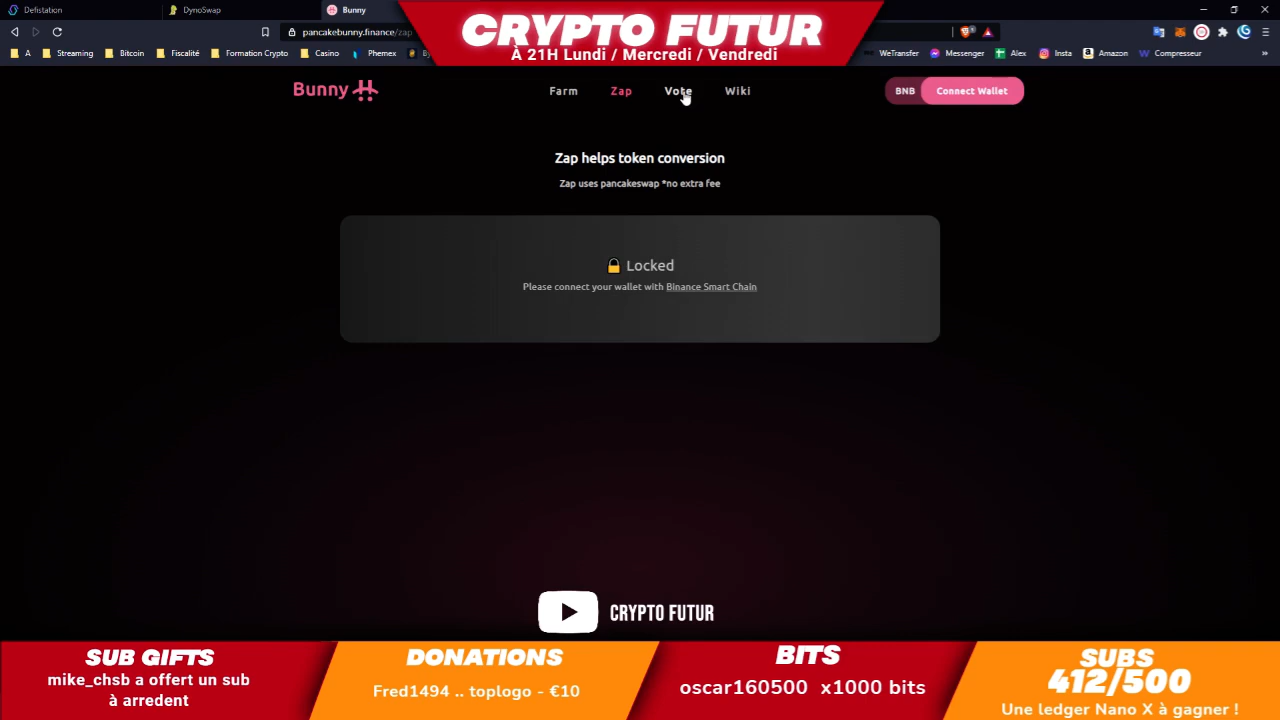 Defistation
DynoSwap
Bunny
CRYPTO FUTUR
À 21H Lundi / Mercredi / Vendredi
pancakebunny.finance/zap
A
Streaming
Bitcoin
Fiscalité
Formation Crypto
Casino
Phemex
By
WeTransfer
Messenger
Alex
Insta
Amazon
Compresseur
Bunny
Farm
Zap
Vote
Wiki
BNB
Connect Wallet
Zap helps token conversion
Zap uses pancakeswap *no extra fee
Locked
Please connect your wallet with Binance Smart Chain
CRYPTO FUTUR
SUB GIFTS
mike_chsb a offert un sub
à arredent
DONATIONS
Fred1494 .. toplogo - €10
BITS
oscar160500 x1000 bits
SUBS
412/500
Une ledger Nano X à gagner !